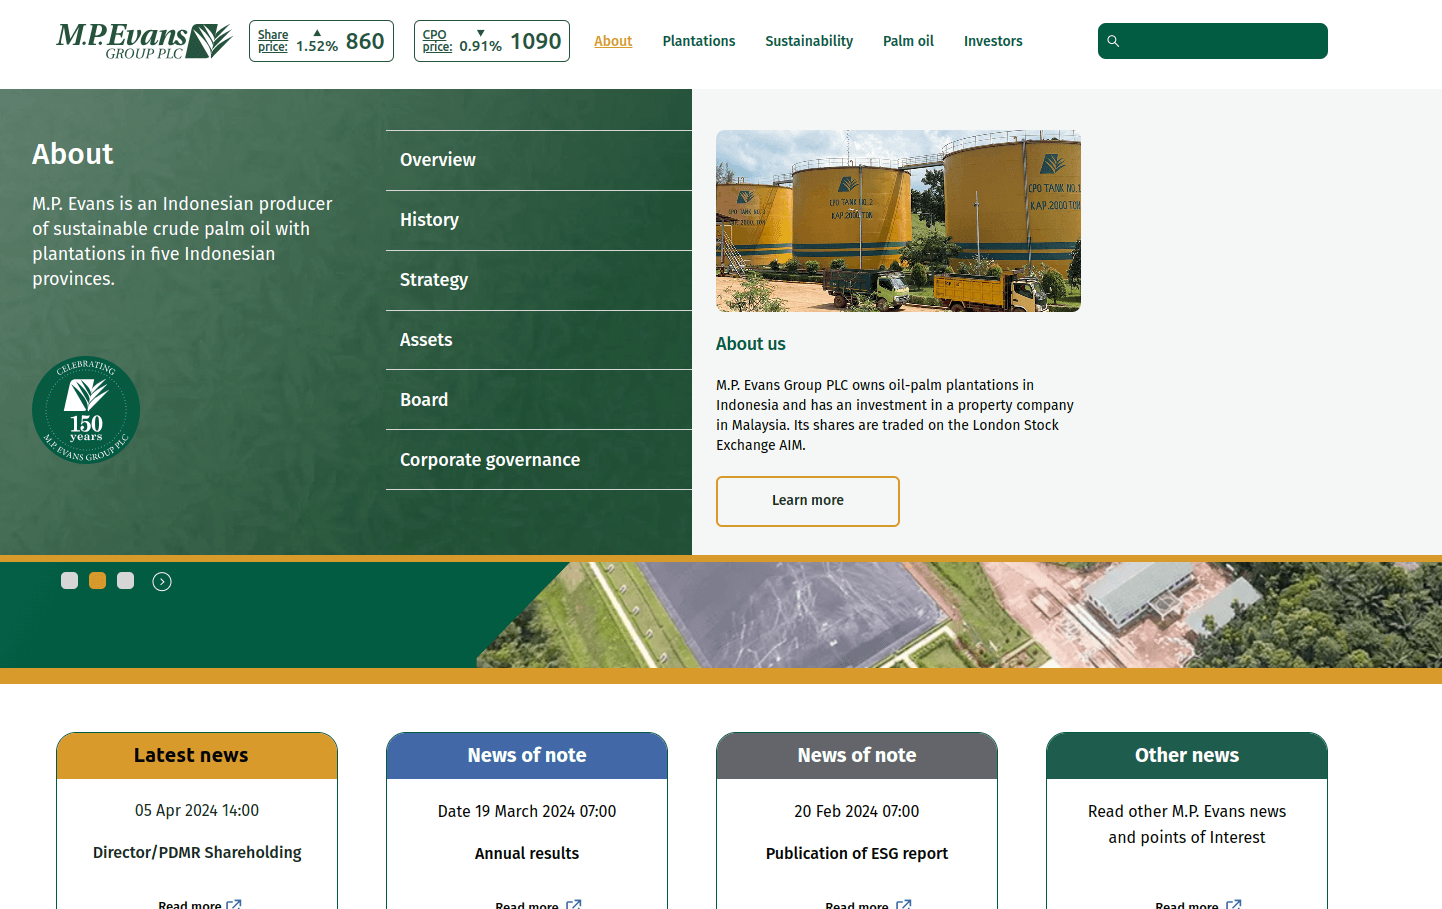 M.P. Evans
GROUP PLC
Share
price:
▲
1.52%
860
CPO
price:
▼
0.91%
1090
About
Plantations
Sustainability
Palm oil
Investors
About
M.P. Evans is an Indonesian producer
of sustainable crude palm oil with
plantations in five Indonesian
provinces.
CELEBRATING
150
years
M.P. EVANS GROUP PLC
Overview
History
Strategy
Assets
Board
Corporate governance
CPO TANK NO.3
KAP. 2000 TON
CPO TANK NO.2
KAP.2000 TON
CPO TANK NO.1
KAP.2000 TON
About us
M.P. Evans Group PLC owns oil-palm plantations in
Indonesia and has an investment in a property company
in Malaysia. Its shares are traded on the London Stock
Exchange AIM.
Learn more
Latest news
05 Apr 2024 14:00
Director/PDMR Shareholding
Read more
News of note
Date 19 March 2024 07:00
Annual results
Read more
News of note
20 Feb 2024 07:00
Publication of ESG report
Read more
Other news
Read other M.P. Evans news
and points of Interest
Read more